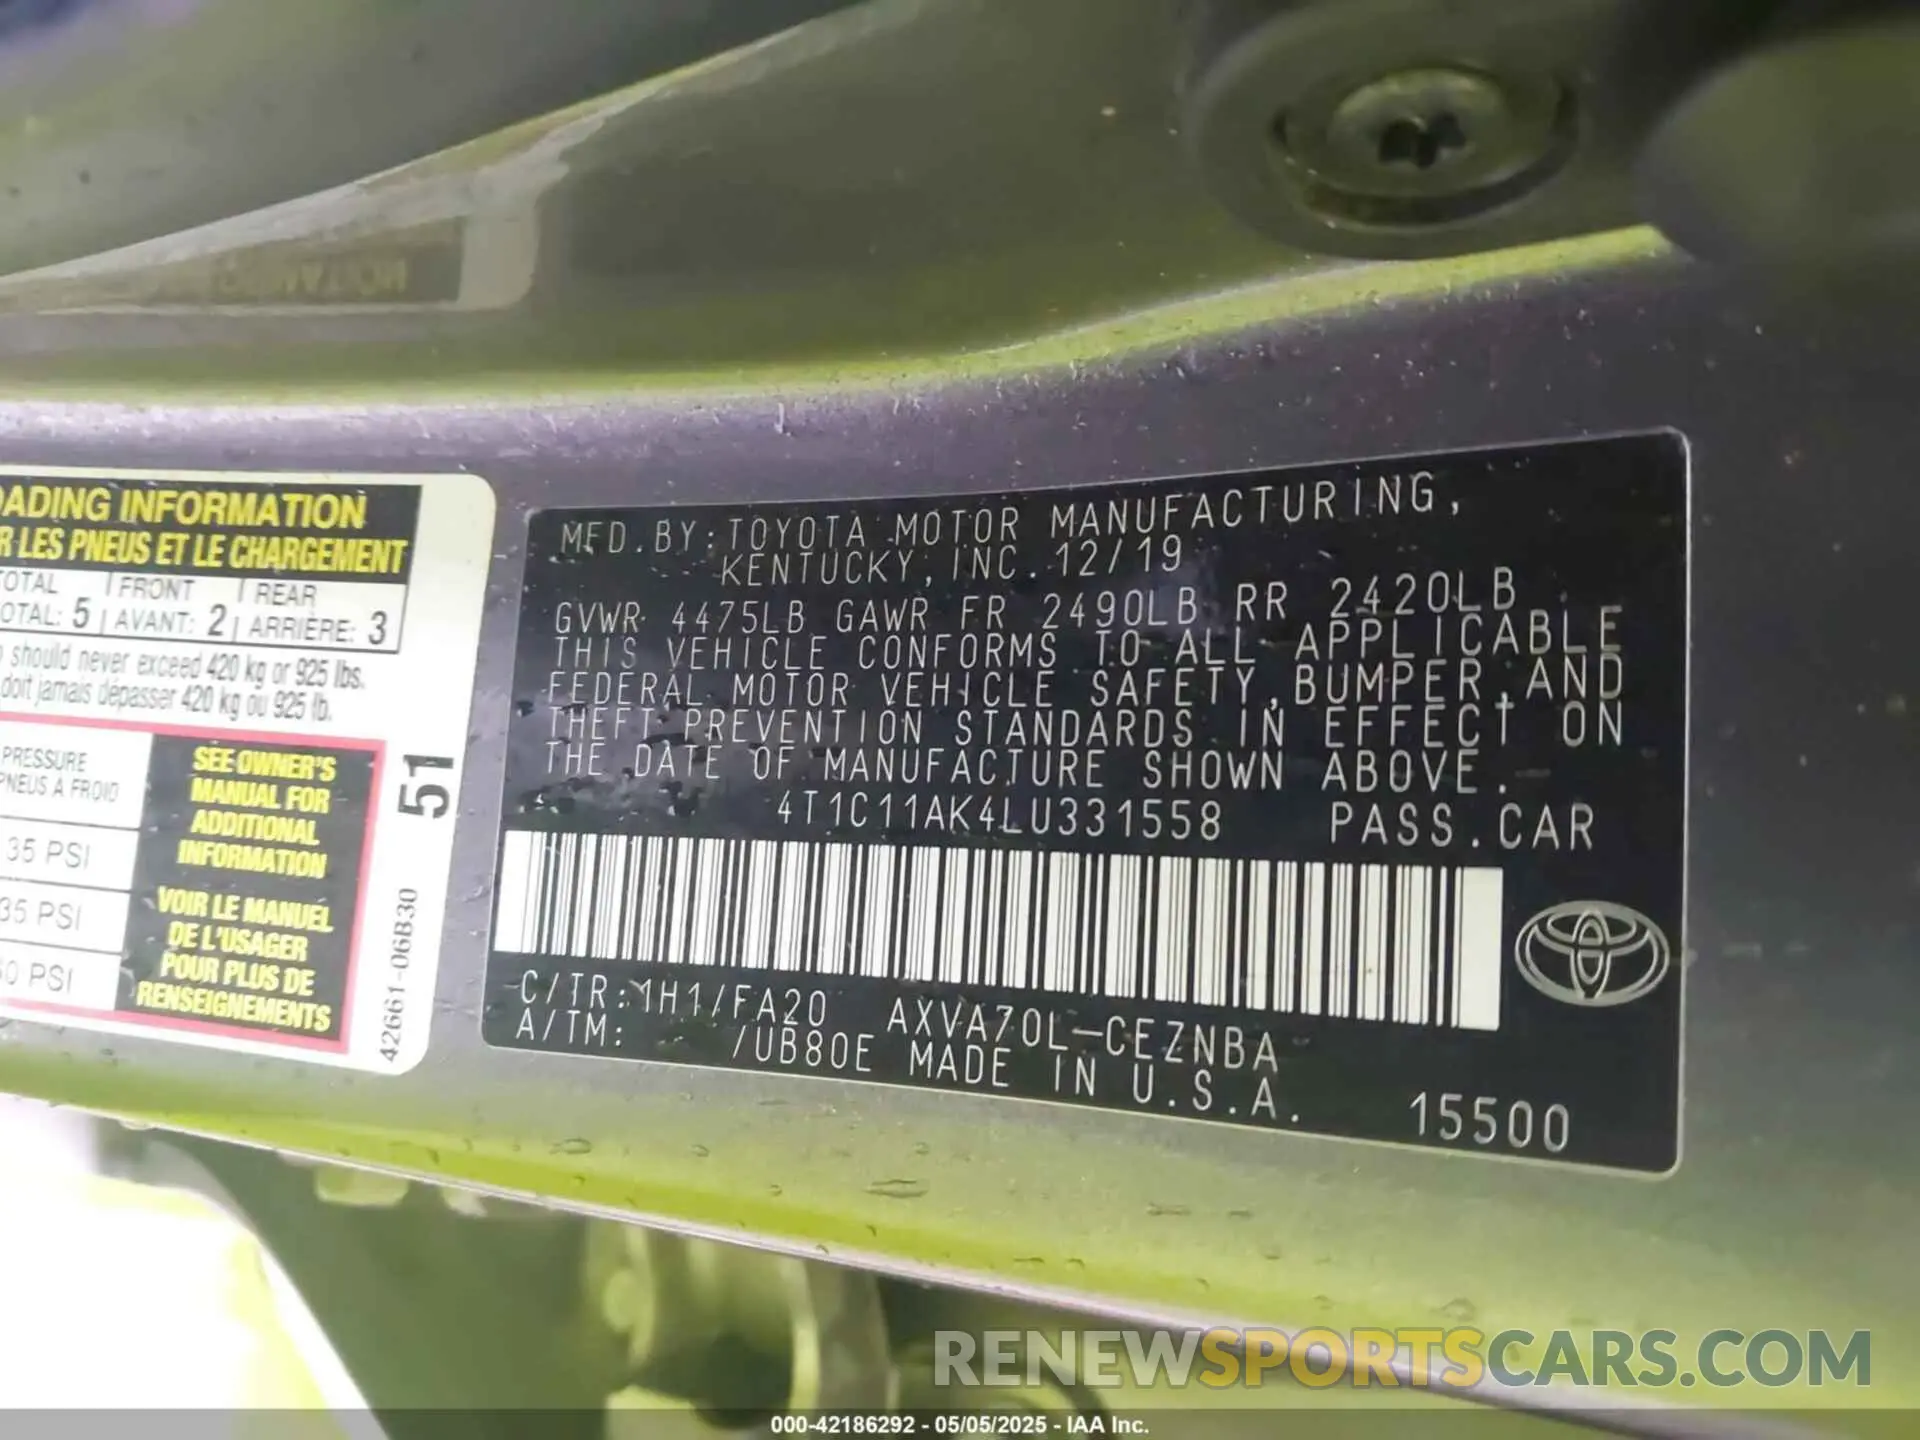 ADING INFORMATION
R LES PNEUS ET LE CHARGEMENT
TOTAL FRONT REAR
OTAL: 5 AVANT: 2 ARRIÈRE: 3
should never exceed 420 kg or 925 lbs.
doit jamais dépasser 420 kg ou 925 lb.
PRESSURE
PNEUS A FROID
35 PSI
35 PSI
60 PSI
SEE OWNER'S
MANUAL FOR
ADDITIONAL
INFORMATION
VOIR LE MANUEL
DE L'USAGER
POUR PLUS DE
RENSEIGNEMENTS
51
42661-06B30
MFD. BY: TOYOTA MOTOR MANUFACTURING,
KENTUCKY, INC. 12/19
GVWR 4475LB GAWR FR 2490LB RR 2420LB
THIS VEHICLE CONFORMS TO ALL APPLICABLE
FEDERAL MOTOR VEHICLE SAFETY, BUMPER, AND
THEFT PREVENTION STANDARDS IN EFFECT ON
THE DATE OF MANUFACTURE SHOWN ABOVE.
4T1C11AK4LU331558 PASS. CAR
C/TR: 1H1/FA20 AXVA70L-CEZNBA
A/TM: /UB80E MADE IN U.S.A.
15500
RENEWSPORTSCARS.COM
000-42186292 - 05/05/2025 - IAA Inc.